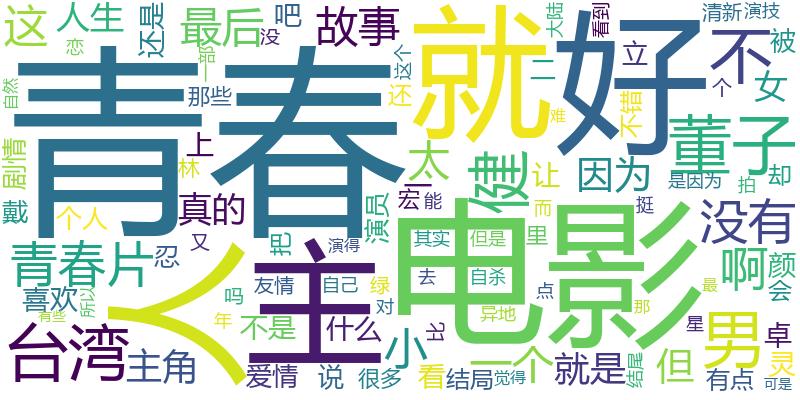 这
人生
还是
最后
吧
没
故事
就
好
大陆
看到
清新
演技
不
被
恋
一部
这个
二
立
个
女
自然
那些
还
青春
不错
难
董子
剧情
上
林
太
健
让
因为
是因为
拍
却
戴
个人
真的
演员
一
宏
能
而
挺
没有
又
忍
把
演得
其实
但是
里
电影
青春片
人
主
啊
颜
会
喜欢
所以
吗
友情
自己
绿
去
自杀
点
那
最
有些
年
不是
什么
对
异地
星
台湾
主角
小
比
男
卓
爱情
说
很多
看
结局
觉得
一个
就是
结尾
但
有点
灵
可是